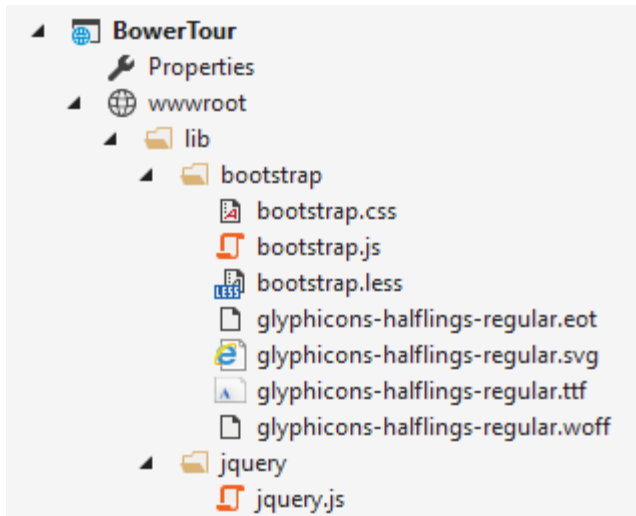 BowerTour
Properties
wwwroot
lib
bootstrap
bootstrap.css
bootstrap.js
bootstrap.less
glyphicons-halflings-regular.eot
glyphicons-halflings-regular.svg
glyphicons-halflings-regular.ttf
glyphicons-halflings-regular.woff
jquery
jquery.js